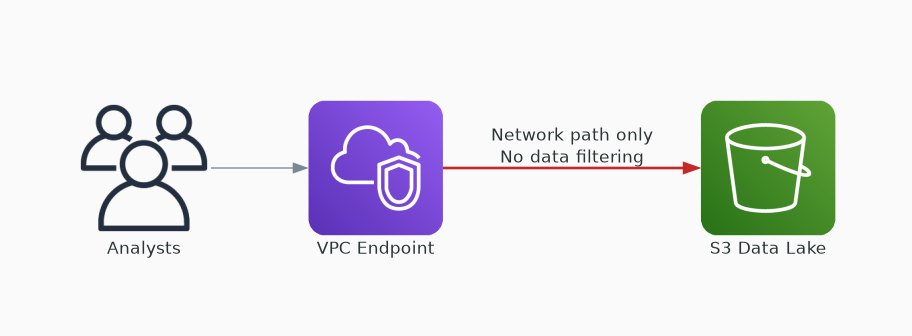 Network path only
No data filtering
Analysts
VPC Endpoint
S3 Data Lake